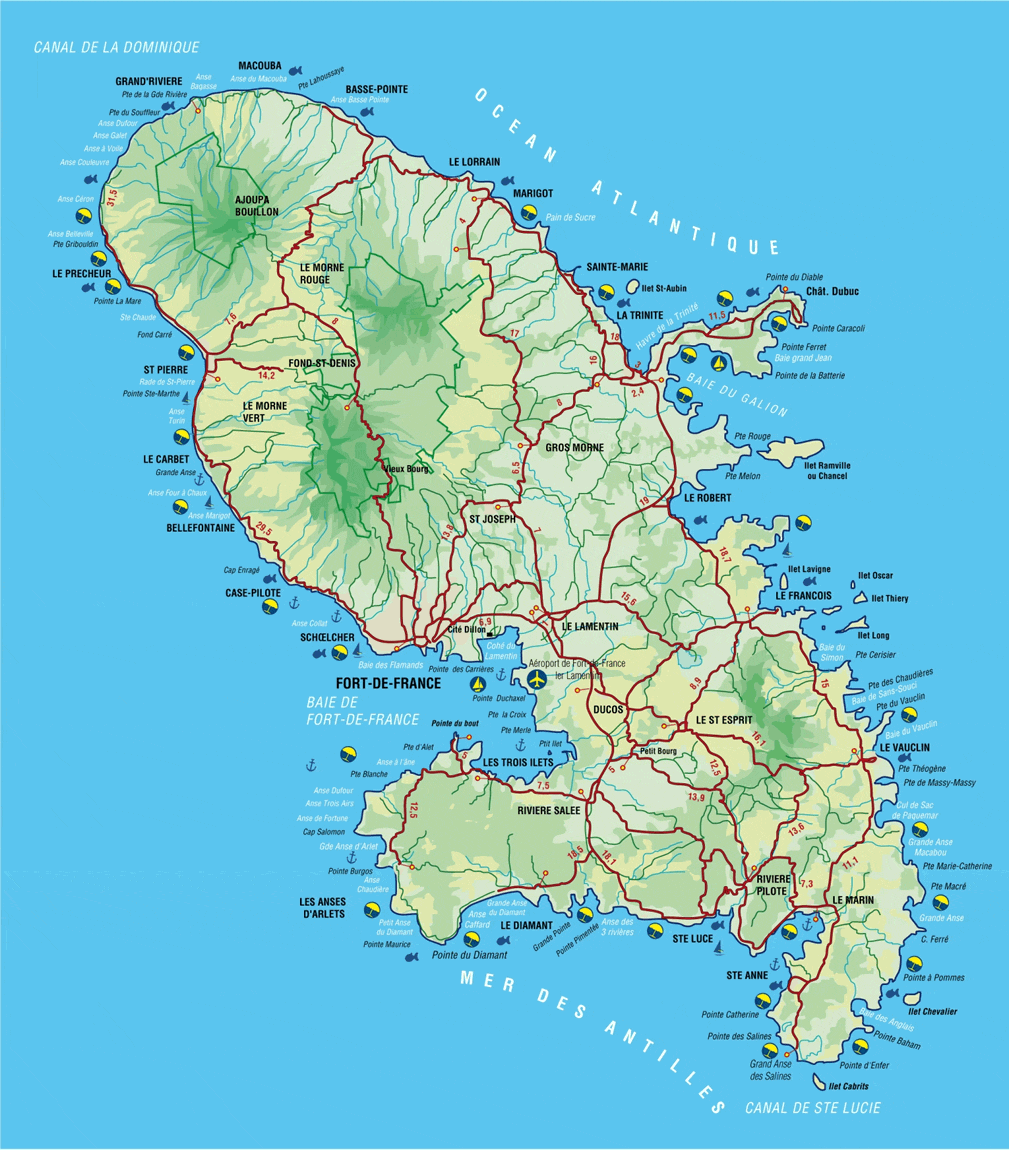 CANAL DE LA DOMINIQUE
MACOUBA
Anse du Macouba
Pte Lahoussaye
GRAND'RIVIERE
Anse
Bagasse
Pte de la Gde Rivière
BASSE-POINTE
Anse Basse Pointe
Pte du Souffleur
Anse Dufour
Anse Galet
Anse à Voile
Anse Couleuvre
OCEAN ATLANTIQUE
LE LORRAIN
MARIGOT
Pain de Sucre
31,5
Anse Céron
AJOUPA
BOUILLON
4
Anse Belleville
Pte Gribouldin
LE PRECHEUR
Pointe La Mare
LE MORNE
ROUGE
SAINTE-MARIE
Ilet St-Aubin
LA TRINITE
Pointe du Diable
Chât. Dubuc
Havre de la Trinité
11,5
Pointe Caracoli
Ste Chaude
Fond Carré
7,6
8
17
18
16
3
2,4
Pointe Ferret
Baie grand Jean
Pointe de la Batterie
ST PIERRE
Rade de St-Pierre
Pointe Ste-Marthe
14,2
FOND-ST-DENIS
BAIE DU GALION
Anse
Turin
LE MORNE
VERT
8
GROS MORNE
Pte Rouge
Ilet Ramville
ou Chancel
Pte Melon
LE CARBET
Grande Anse
Vieux Bourg
6,5
Anse Four à Chaux
Anse Marigot
BELLEFONTAINE
29,5
ST JOSEPH
19
LE ROBERT
13,8
7
18,7
Cap Enragé
CASE-PILOTE
Anse Collat
SCHŒLCHER
Ilet Lavigne
Ilet Oscar
LE FRANCOIS
Ilet Thiery
Ilet Long
15,6
6,9
Cité Dillon
LE LAMENTIN
Cohé du
Lamentin
Baie des Flamands
Pointe des Carrières
Aéroport de Fort-de-France
ler Lamentin
FORT-DE-FRANCE
Baie du
Simon
Pte Cerisier
Pointe Duchaxel
8,9
15
Pte des Chaudières
Baie de Sans-Souci
Pte du Vauclin
Baie du Vauclin
BAIE DE
FORT-DE-FRANCE
Pte la Croix
Pte Merle
DUCOS
LE ST ESPRIT
16,1
Pointe du bout
Pte d'Alet
Ptit Ilet
Petit Bourg
LE VAUCLIN
Pte Théogène
Pte de Massy-Massy
Anse à l'âne
Pte Blanche
5
LES TROIS ILETS
5
12,5
Anse Dufour
Anse Trois Airs
Anse de Fortune
Cap Salomon
12,5
7,5
RIVIERE SALEE
13,9
13,6
Cul de Sac
de Paquemar
Gde Anse d'Arlet
Pointe Burgos
Anse
Chaudière
18,5
18,1
Grande Anse
Macabou
Pte Marie-Catherine
11,1
RIVIERE
PILOTE
7,3
LE MARIN
Pte Macré
Grande Anse
LES ANSES
D'ARLETS
Petit Anse
du Diamant
Pointe Maurice
Anse
Caffard
Grande Anse
du Diamant
LE DIAMANT
Grande Pointe
Pointe Pimentée
Anse des
3 rivières
STE LUCE
C. Ferré
Pointe du Diamant
MER DES ANTILLES
STE ANNE
Pointe à Pommes
Pointe Catherine
Ilet Chevalier
Baie des Anglais
Pointe Baham
Pointe des Salines
Grand Anse
des Salines
Pointe d'Enfer
Ilet Cabrits
CANAL DE STE LUCIE